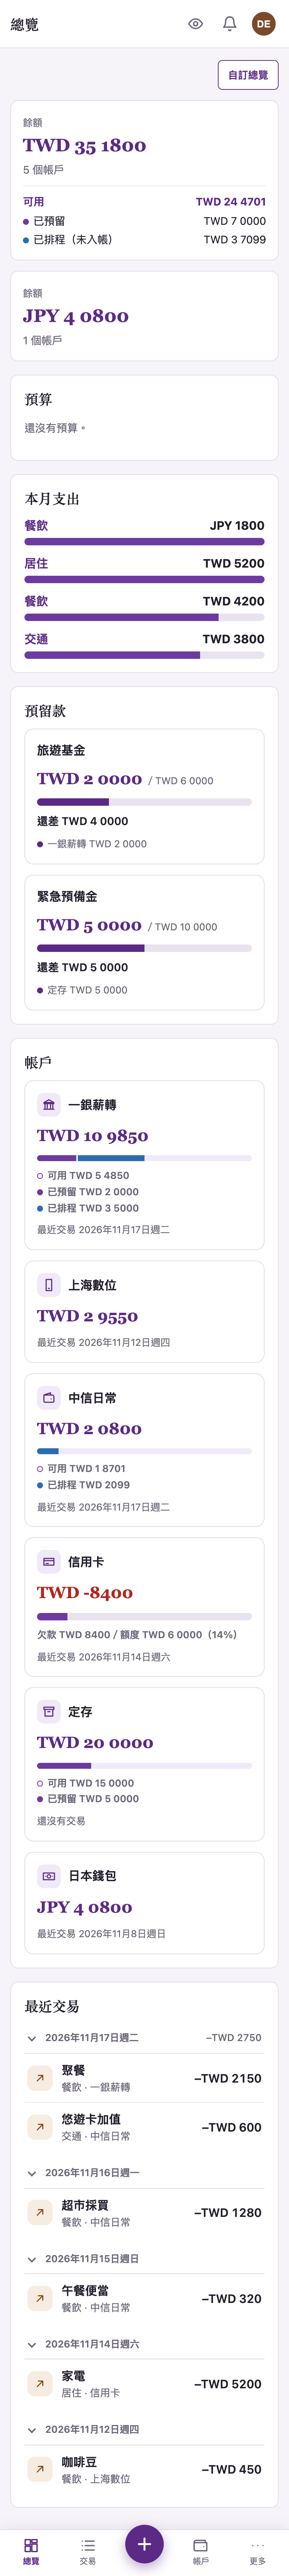 總覽
DE
自訂總覽
餘額
TWD 35 1800
5 個帳戶
可用 TWD 24 4701
已預留 TWD 7 0000
已排程（未入帳） TWD 3 7099
餘額
JPY 4 0800
1 個帳戶
預算
還沒有預算。
本月支出
餐飲 JPY 1800
居住 TWD 5200
餐飲 TWD 4200
交通 TWD 3800
預留款
旅遊基金
TWD 2 0000 / TWD 6 0000
還差 TWD 4 0000
一銀薪轉 TWD 2 0000
緊急預備金
TWD 5 0000 / TWD 10 0000
還差 TWD 5 0000
定存 TWD 5 0000
帳戶
一銀薪轉
TWD 10 9850
可用 TWD 5 4850
已預留 TWD 2 0000
已排程 TWD 3 5000
最近交易 2026年11月17日週二
上海數位
TWD 2 9550
最近交易 2026年11月12日週四
中信日常
TWD 2 0800
可用 TWD 1 8701
已排程 TWD 2099
最近交易 2026年11月17日週二
信用卡
TWD -8400
欠款 TWD 8400 / 額度 TWD 6 0000（14%）
最近交易 2026年11月14日週六
定存
TWD 20 0000
可用 TWD 15 0000
已預留 TWD 5 0000
還沒有交易
日本錢包
JPY 4 0800
最近交易 2026年11月8日週日
最近交易
2026年11月17日週二 −TWD 2750
聚餐
餐飲 · 一銀薪轉
−TWD 2150
悠遊卡加值
交通 · 中信日常
−TWD 600
2026年11月16日週一
超市採買
餐飲 · 中信日常
−TWD 1280
2026年11月15日週日
午餐便當
餐飲 · 中信日常
−TWD 320
2026年11月14日週六
家電
居住 · 信用卡
−TWD 5200
2026年11月12日週四
咖啡豆
餐飲 · 上海數位
−TWD 450
總覽
交易
帳戶
更多